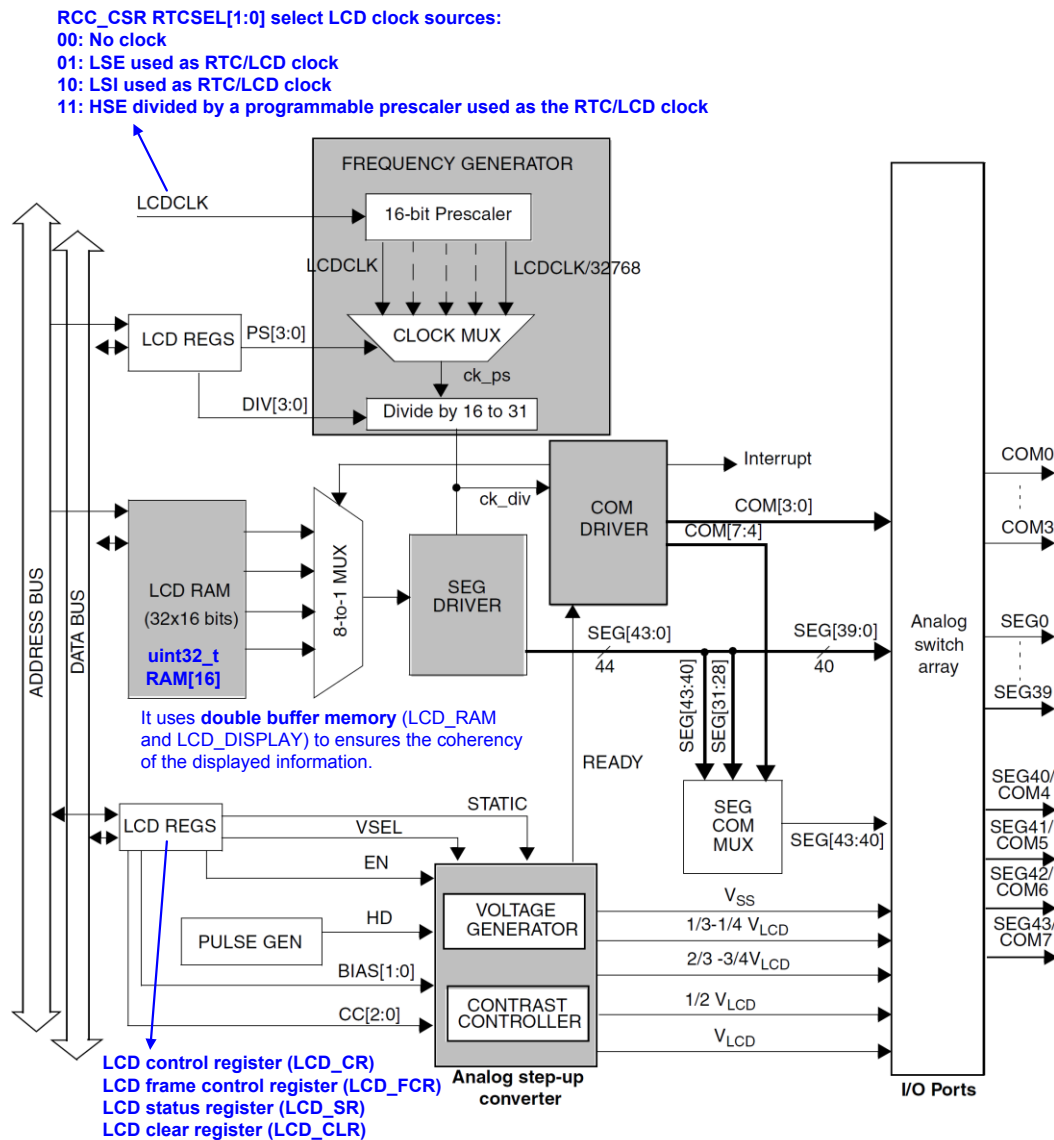 RCC_CSR RTCSEL[1:0] select LCD clock sources:
00: No clock
01: LSE used as RTC/LCD clock
10: LSI used as RTC/LCD clock
11: HSE divided by a programmable prescaler used as the RTC/LCD clock
FREQUENCY GENERATOR
LCDCLK
16-bit Prescaler
LCDCLK
LCDCLK/32768
LCD REGS
PS[3:0]
CLOCK MUX
ck_ps
DIV[3:0]
Divide by 16 to 31
Interrupt
ck_div
COM
DRIVER
COM[3:0]
COM[7:4]
COM0
COM3
ADDRESS BUS
DATA BUS
LCD RAM
(32x16 bits)
uint32_t
RAM[16]
8-to-1 MUX
SEG
DRIVER
SEG[43:0]
44
SEG[39:0]
40
SEG[43:40]
SEG[31:28]
Analog
switch
array
SEG0
SEG39
It uses double buffer memory (LCD_RAM
and LCD_DISPLAY) to ensures the coherency
of the displayed information.
READY
SEG
COM
MUX
SEG[43:40]
SEG40/
COM4
SEG41/
COM5
SEG42/
COM6
SEG43/
COM7
LCD REGS
STATIC
VSEL
EN
PULSE GEN
HD
BIAS[1:0]
CC[2:0]
VOLTAGE
GENERATOR
CONTRAST
CONTROLLER
VSS
1/3-1/4 VLCD
2/3 -3/4VLCD
1/2 VLCD
VLCD
LCD control register (LCD_CR)
LCD frame control register (LCD_FCR)
LCD status register (LCD_SR)
LCD clear register (LCD_CLR)
Analog step-up
converter
I/O Ports